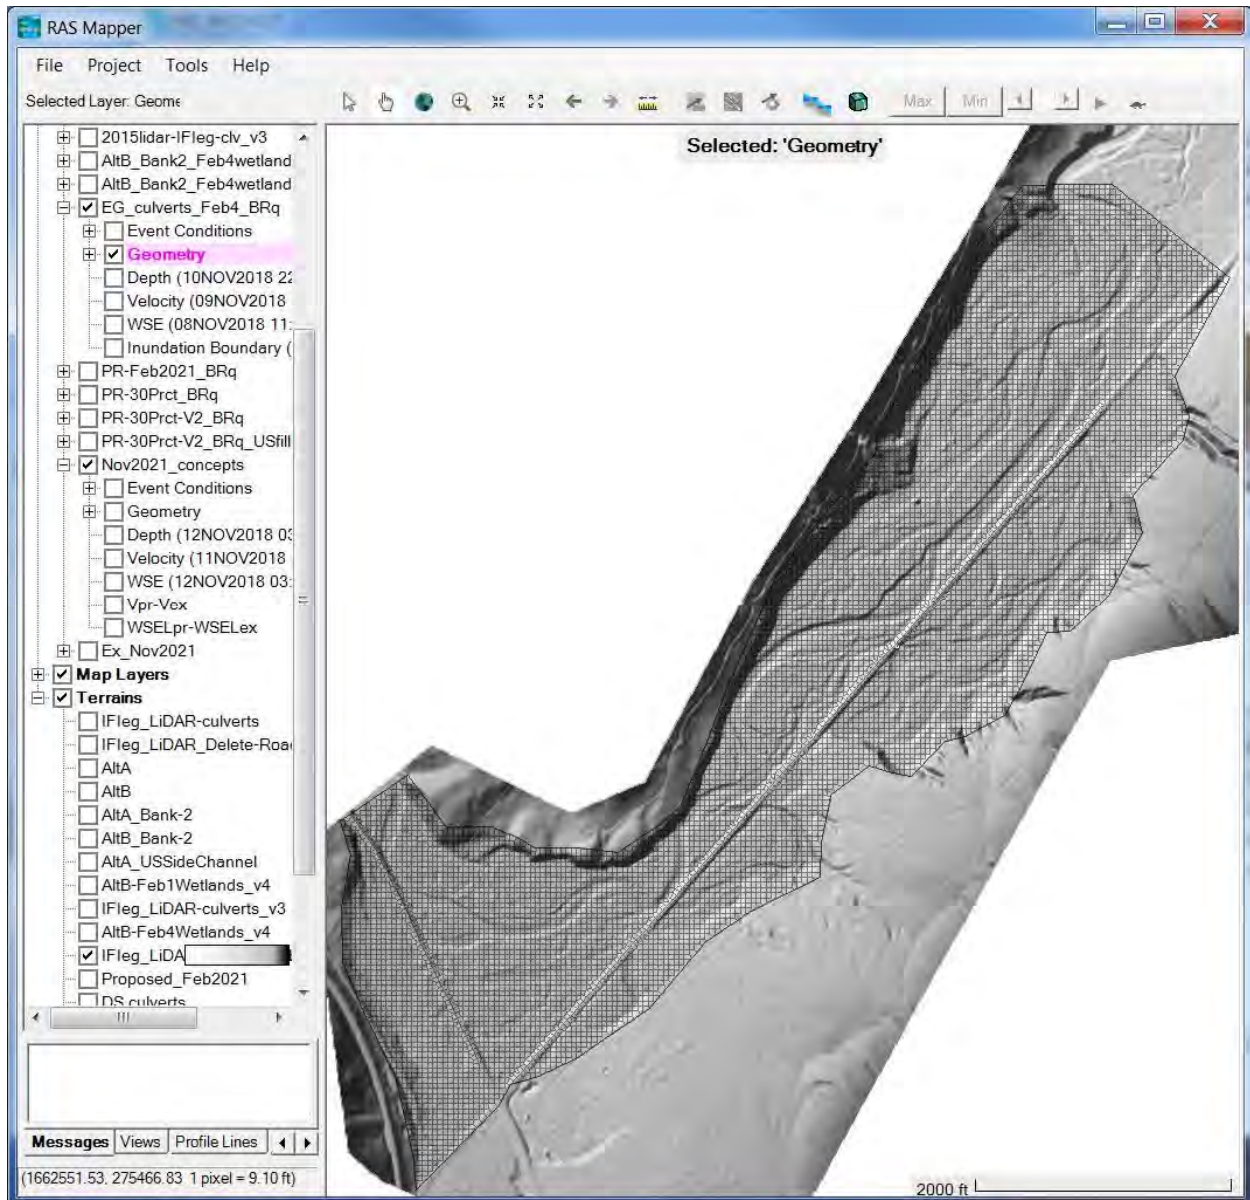 RAS Mapper
File Project Tools Help
Selected Layer: Geome
Max Min
2015lidar-IFleg-clv_v3
AltB_Bank2_Feb4wetland
AltB_Bank2_Feb4wetland
EG_culverts_Feb4_BRq
Event Conditions
Geometry
Depth (10NOV2018 22
Velocity (09NOV2018
WSE (08NOV2018 11:
Inundation Boundary (
PR-Feb2021_BRq
PR-30Prct_BRq
PR-30Prct-V2_BRq
PR-30Prct-V2_BRq_USfill
Nov2021_concepts
Event Conditions
Geometry
Depth (12NOV2018 03
Velocity (11NOV2018
WSE (12NOV2018 03:
Vpr-Vex
WSELpr-WSELex
Ex_Nov2021
Map Layers
Terrains
IFleg_LiDAR-culverts
IFleg_LiDAR_Delete-Road
AltA
AltB
AltA_Bank-2
AltB_Bank-2
AltA_USSideChannel
AltB-Feb1Wetlands_v4
IFleg_LiDAR-culverts_v3
AltB-Feb4Wetlands_v4
IFleg_LiDA
Proposed_Feb2021
DS culverts
Messages Views Profile Lines
(1662551.53, 275466.83 1 pixel = 9.10 ft)
Selected: 'Geometry'
2000 ft